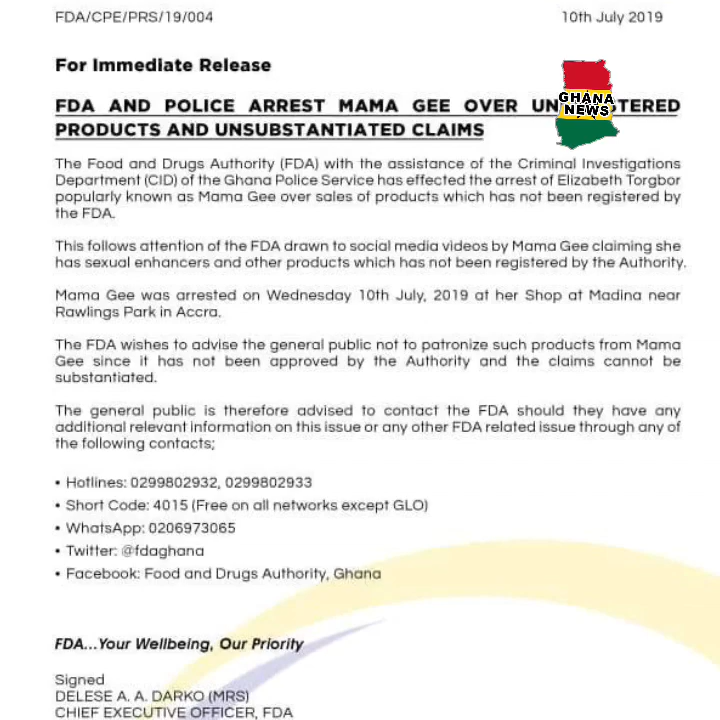 FDA/CPE/PRS/19/004 10th July 2019
For Immediate Release
FDA AND POLICE ARREST MAMA GEE OVER UN STERED
GHANA
NEWS
PRODUCTS AND UNSUBSTANTIATED CLAIMS
The Food and Drugs Authority (FDA) with the assistance of the Criminal Investigations
Department (CID) of the Ghana Police Service has effected the arrest of Elizabeth Torgbor
popularly known as Mama Gee over sales of products which has not been registered by
the FDA.
This follows attention of the FDA drawn to social media videos by Mama Gee claiming she
has sexual enhancers and other products which has not been registered by the Authority.
Mama Gee was arrested on Wednesday 10th July, 2019 at her Shop at Madina near
Rawlings Park in Accra.
The FDA wishes to advise the general public not to patronize such products from Mama
Gee since it has not been approved by the Authority and the claims cannot be
substantiated.
The general public is therefore advised to contact the FDA should they have any
additional relevant information on this issue or any other FDA related issue through any of
the following contacts;
• Hotlines: 0299802932, 0299802933
• Short Code: 4015 (Free on all networks except GLO)
• WhatsApp: 0206973065
• Twitter: @fdaghana
• Facebook: Food and Drugs Authority, Ghana
FDA...Your Wellbeing, Our Priority
Signed
DELESE A. A. DARKO (MRS)
CHIEF EXECUTIVE OFFICER, FDA